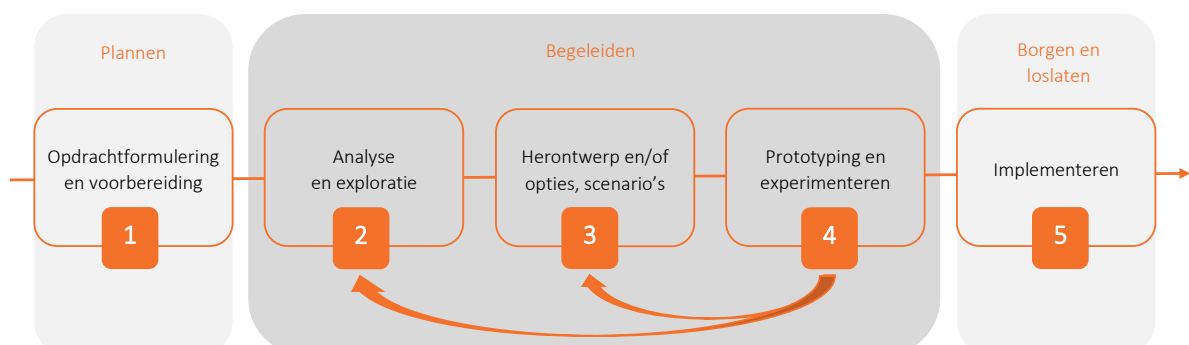 Plannen
Opdrachtformulering
en voorbereiding
1
Begeleiden
Analyse
en exploratie
2
Herontwerp en/of
opties, scenario's
3
Prototyping en
experimenteren
4
Borgen en
loslaten
Implementeren
5